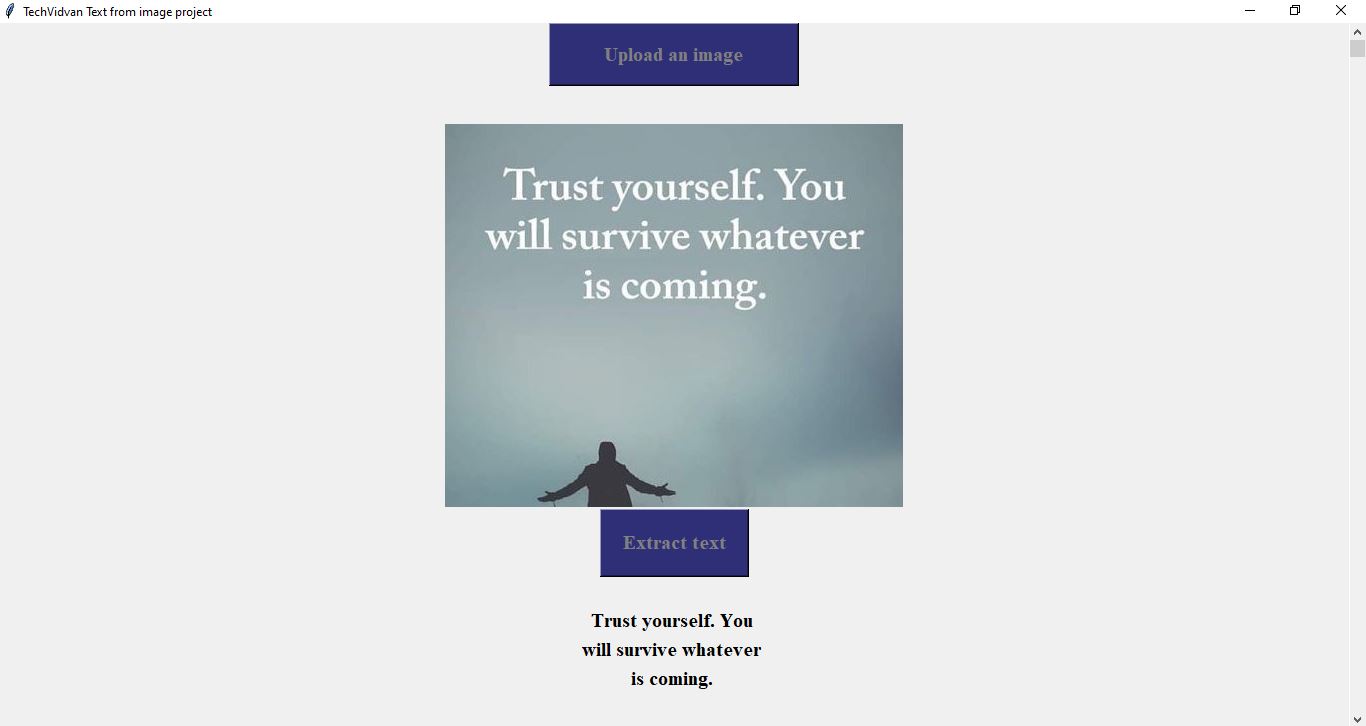 TechVidvan Text from image project
Upload an image
Trust yourself. You
will survive whatever
is coming.
Extract text
Trust yourself. You
will survive whatever
is coming.